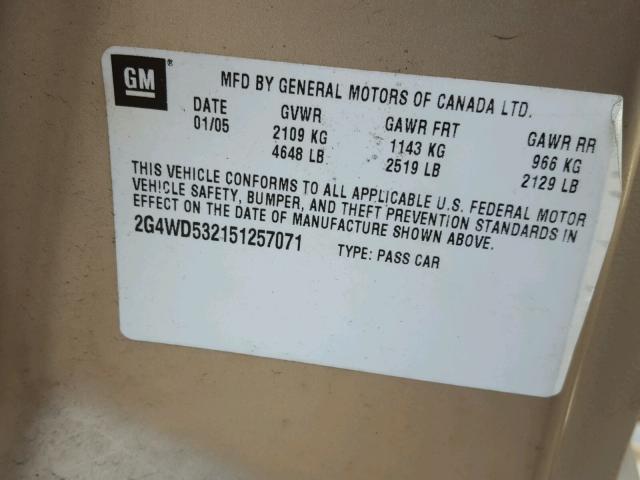 GM®
MFD BY GENERAL MOTORS OF CANADA LTD.
DATE GVWR GAWR FRT GAWR RR
01/05 2109 KG 1143 KG 966 KG
4648 LB 2519 LB 2129 LB
THIS VEHICLE CONFORMS TO ALL APPLICABLE U.S. FEDERAL MOTOR
VEHICLE SAFETY, BUMPER, AND THEFT PREVENTION STANDARDS IN
EFFECT ON THE DATE OF MANUFACTURE SHOWN ABOVE.
2G4WD532151257071 TYPE: PASS CAR